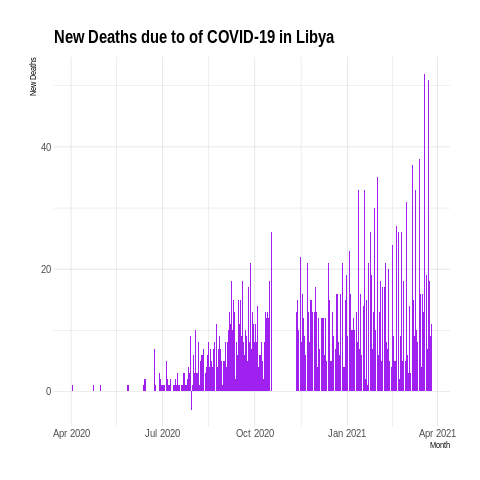 New Deaths due to of COVID-19 in Libya
New Deaths
40
20
0
Apr 2020 Jul 2020 Oct 2020 Jan 2021 Apr 2021
Month